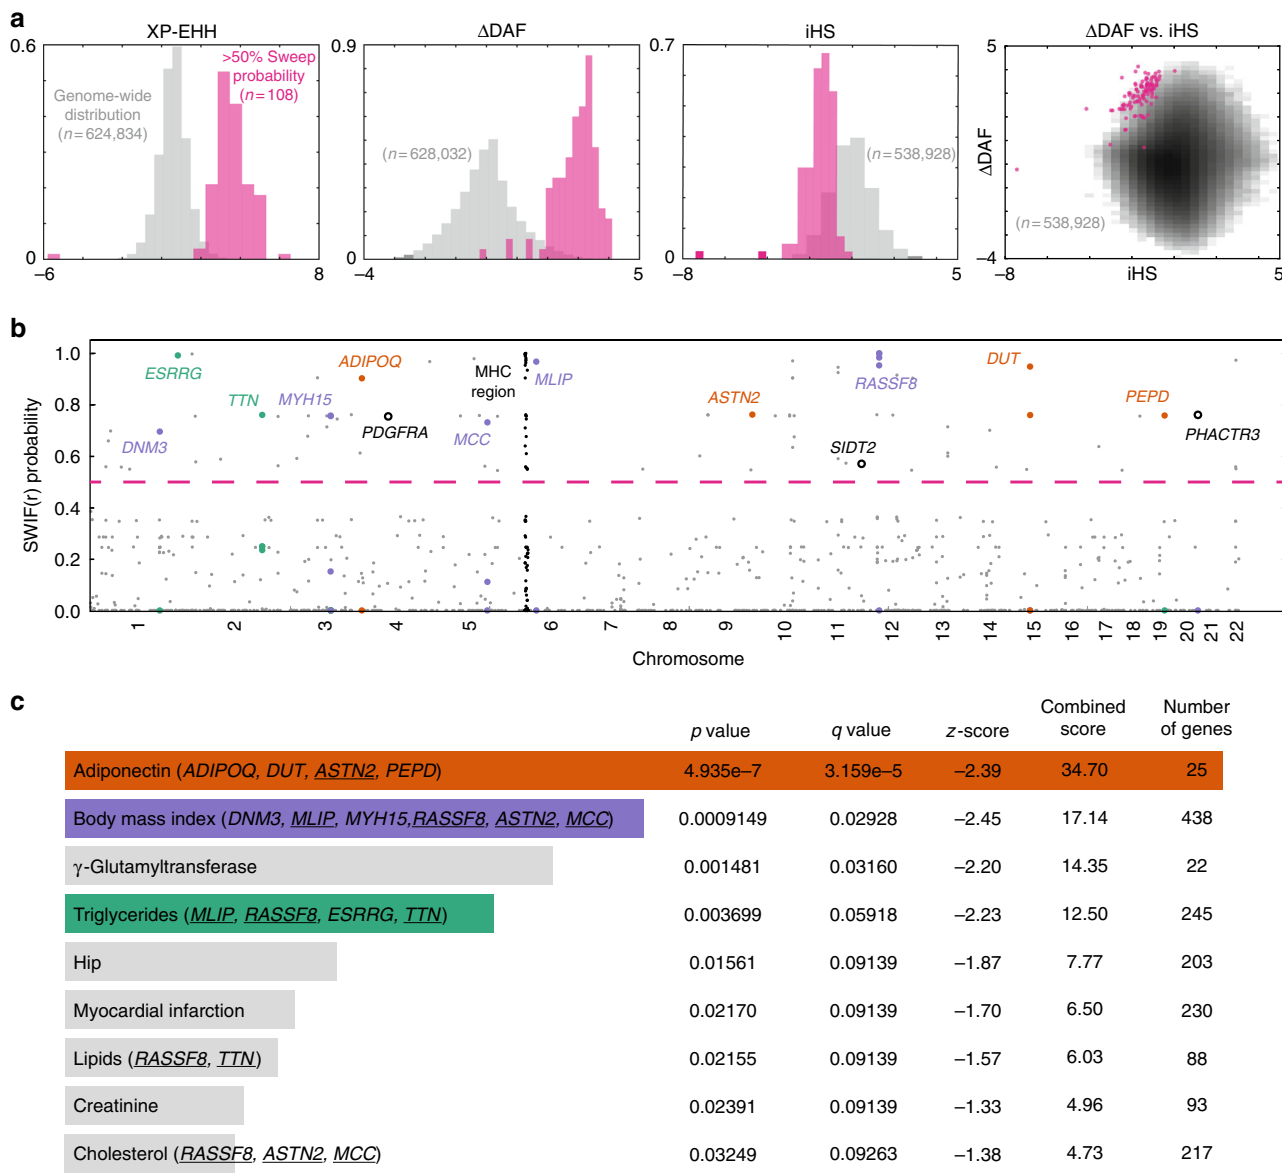 a
XP-EHH
ΔDAF
iHS
ΔDAF vs. iHS
0.6
>50% Sweep
probability
(n=108)
Genome-wide
distribution
(n=624,834)
0
–6
8
0.9
(n=628,032)
0
–4
5
0.7
(n=538,928)
0
–8
5
5
ΔDAF
(n=538,928)
–4
–8
iHS
5
b
SWIF(r) probability
1.0
0.8
0.6
0.4
0.2
0.0
ESRRG
TTN
DNM3
MYH15
ADIPOQ
PDGFRA
MCC
MHC
region
MLIP
ASTN2
RASSF8
SIDT2
DUT
PEPD
PHACTR3
1 2 3 4 5 6 7 8 9 10 11 12 13 14 15 16 17 18 19 20 21 22
Chromosome
c
p value q value z-score Combined score Number of genes
Adiponectin (ADIPOQ, DUT, ASTN2, PEPD) 4.935e–7 3.159e–5 –2.39 34.70 25
Body mass index (DNM3, MLIP, MYH15,RASSF8, ASTN2, MCC) 0.0009149 0.02928 –2.45 17.14 438
γ-Glutamyltransferase 0.001481 0.03160 –2.20 14.35 22
Triglycerides (MLIP, RASSF8, ESRRG, TTN) 0.003699 0.05918 –2.23 12.50 245
Hip 0.01561 0.09139 –1.87 7.77 203
Myocardial infarction 0.02170 0.09139 –1.70 6.50 230
Lipids (RASSF8, TTN) 0.02155 0.09139 –1.57 6.03 88
Creatinine 0.02391 0.09139 –1.33 4.96 93
Cholesterol (RASSF8, ASTN2, MCC) 0.03249 0.09263 –1.38 4.73 217